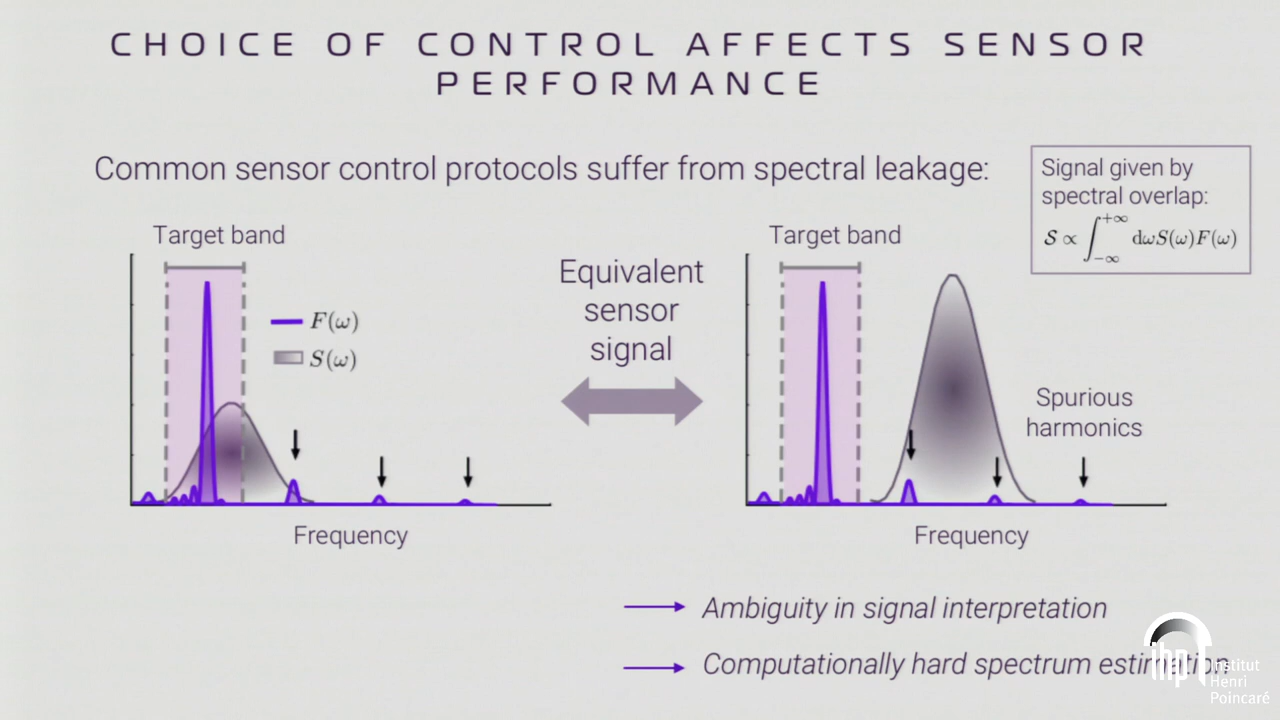 CHOICE OF CONTROL AFFECTS SENSOR
PERFORMANCE
Common sensor control protocols suffer from spectral leakage:
Signal given by
spectral overlap:
𝒮 ∝ ∫_{-∞}^{+∞} dωS(ω)F(ω)
Target band
F(ω)
S(ω)
Frequency
Equivalent
sensor
signal
Target band
Spurious
harmonics
Frequency
Ambiguity in signal interpretation
Computationally hard spectrum estimation
ihp Institut
Henri
Poincaré